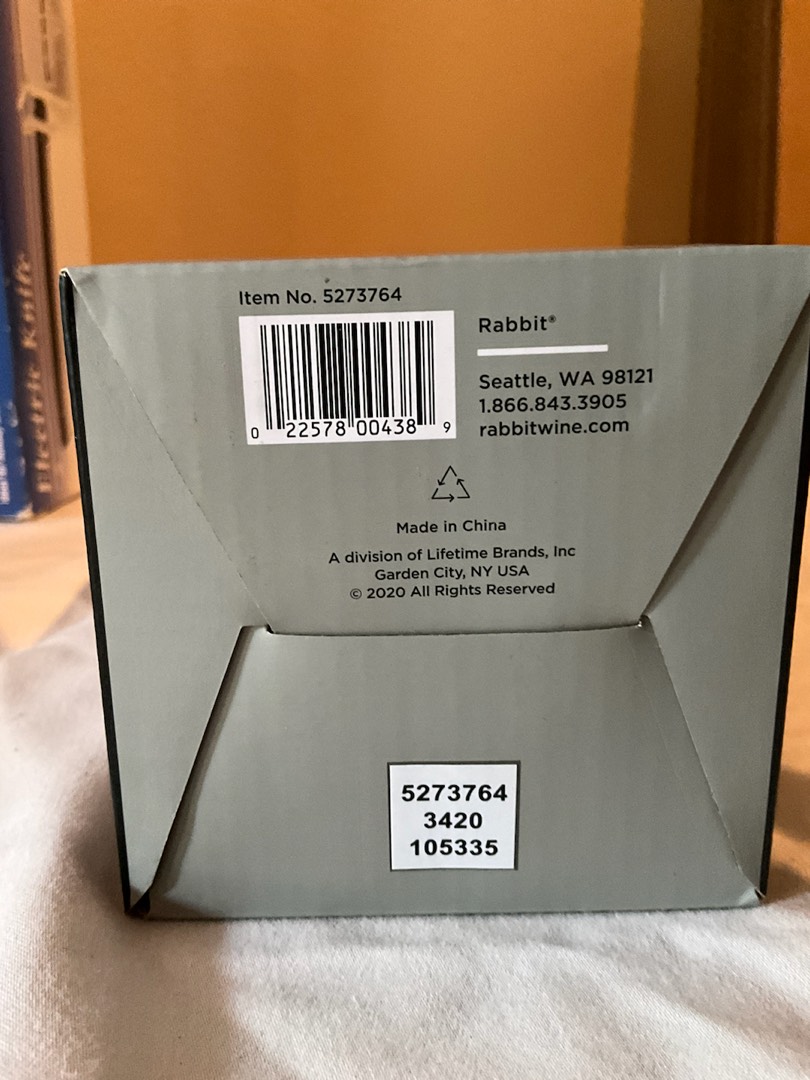 Electric Knife
Item No. 5273764
0 22578 00438 9
Rabbit®
Seattle, WA 98121
1.866.843.3905
rabbitwine.com
Made in China
A division of Lifetime Brands, Inc
Garden City, NY USA
© 2020 All Rights Reserved
5273764
3420
105335